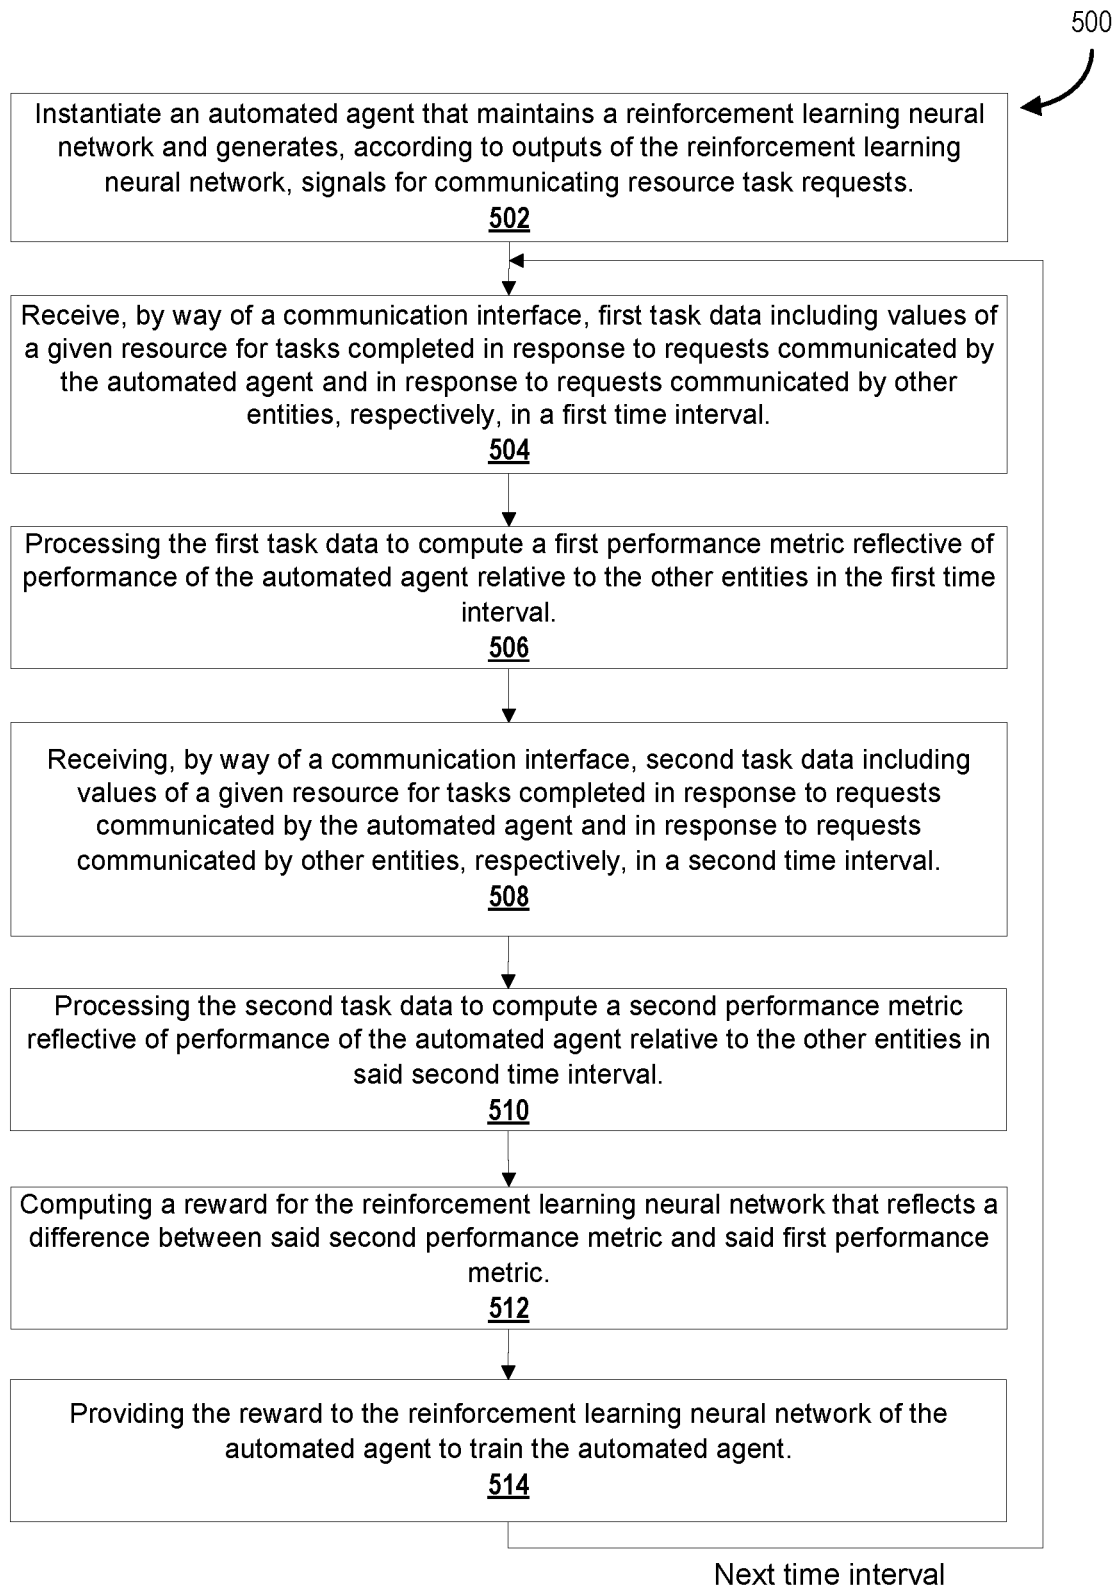 500
Instantiate an automated agent that maintains a reinforcement learning neural
network and generates, according to outputs of the reinforcement learning
neural network, signals for communicating resource task requests.
502
Receive, by way of a communication interface, first task data including values of
a given resource for tasks completed in response to requests communicated by
the automated agent and in response to requests communicated by other
entities, respectively, in a first time interval.
504
Processing the first task data to compute a first performance metric reflective of
performance of the automated agent relative to the other entities in the first time
interval.
506
Receiving, by way of a communication interface, second task data including
values of a given resource for tasks completed in response to requests
communicated by the automated agent and in response to requests
communicated by other entities, respectively, in a second time interval.
508
Processing the second task data to compute a second performance metric
reflective of performance of the automated agent relative to the other entities in
said second time interval.
510
Computing a reward for the reinforcement learning neural network that reflects a
difference between said second performance metric and said first performance
metric.
512
Providing the reward to the reinforcement learning neural network of the
automated agent to train the automated agent.
514
Next time interval